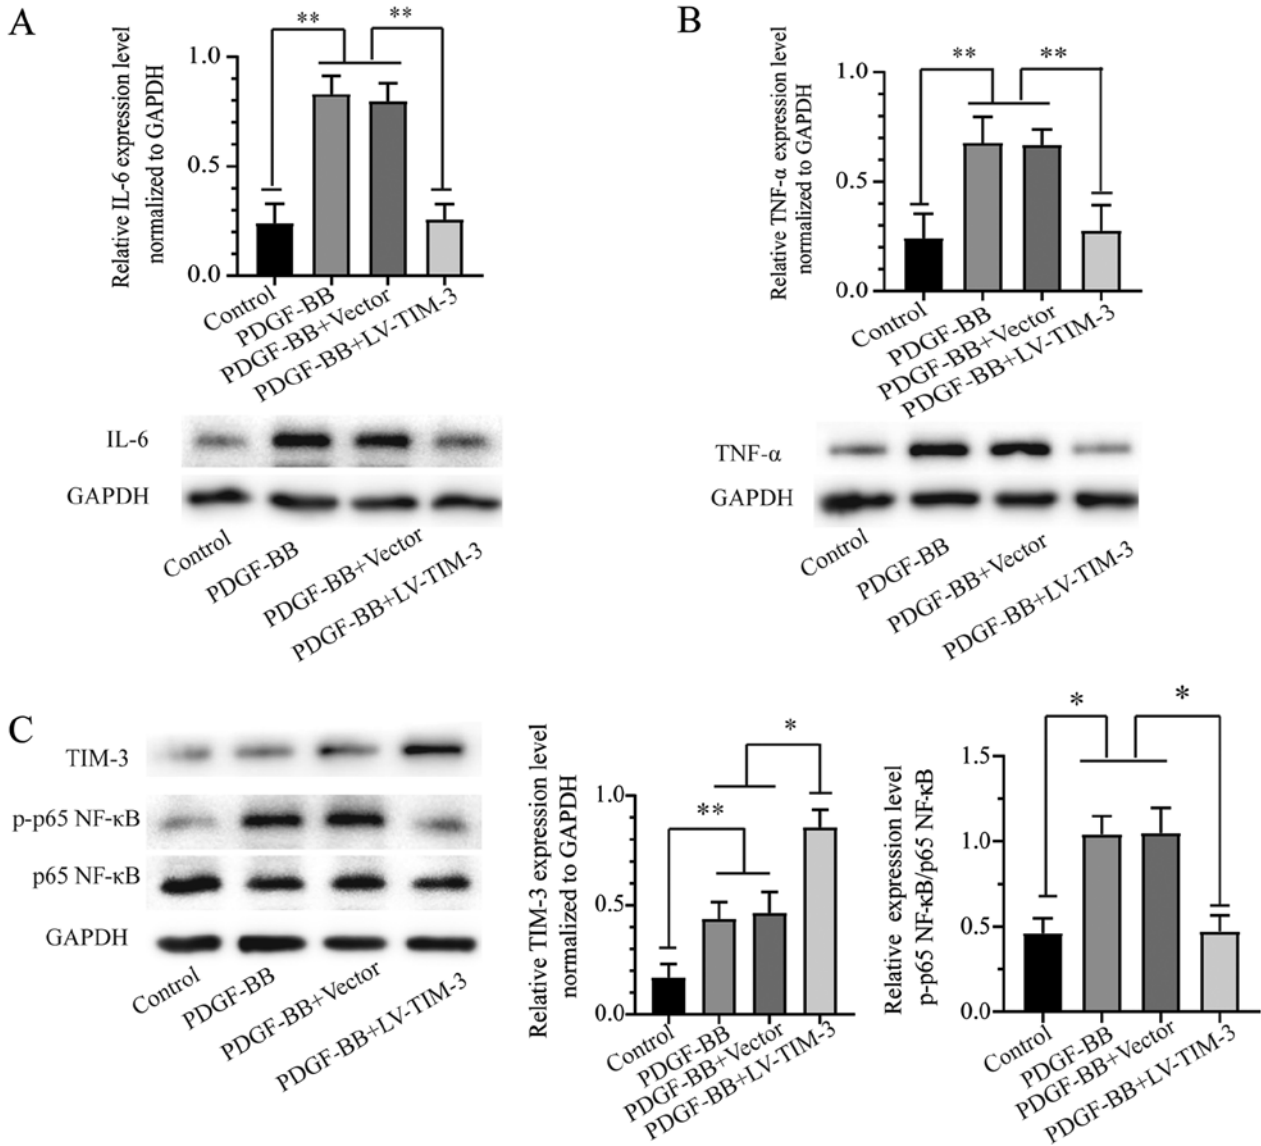 A
** **
Relative IL-6 expression level
normalized to GAPDH
1.0
0.5
0.0
Control
PDGF-BB
PDGF-BB+Vector
PDGF-BB+LV-TIM-3
IL-6
GAPDH
Control
PDGF-BB
PDGF-BB+Vector
PDGF-BB+LV-TIM-3
B
** **
Relative TNF-α expression level
normalized to GAPDH
1.0
0.5
0.0
Control
PDGF-BB
PDGF-BB+Vector
PDGF-BB+LV-TIM-3
TNF-α
GAPDH
Control
PDGF-BB
PDGF-BB+Vector
PDGF-BB+LV-TIM-3
C
TIM-3
p-p65 NF-κB
p65 NF-κB
GAPDH
Control
PDGF-BB
PDGF-BB+Vector
PDGF-BB+LV-TIM-3
*
**
Relative TIM-3 expression level
normalized to GAPDH
1.0
0.5
0.0
Control
PDGF-BB
PDGF-BB+Vector
PDGF-BB+LV-TIM-3
* *
Relative expression level
p-p65 NF-κB/p65 NF-κB
1.5
1.0
0.5
0.0
Control
PDGF-BB
PDGF-BB+Vector
PDGF-BB+LV-TIM-3